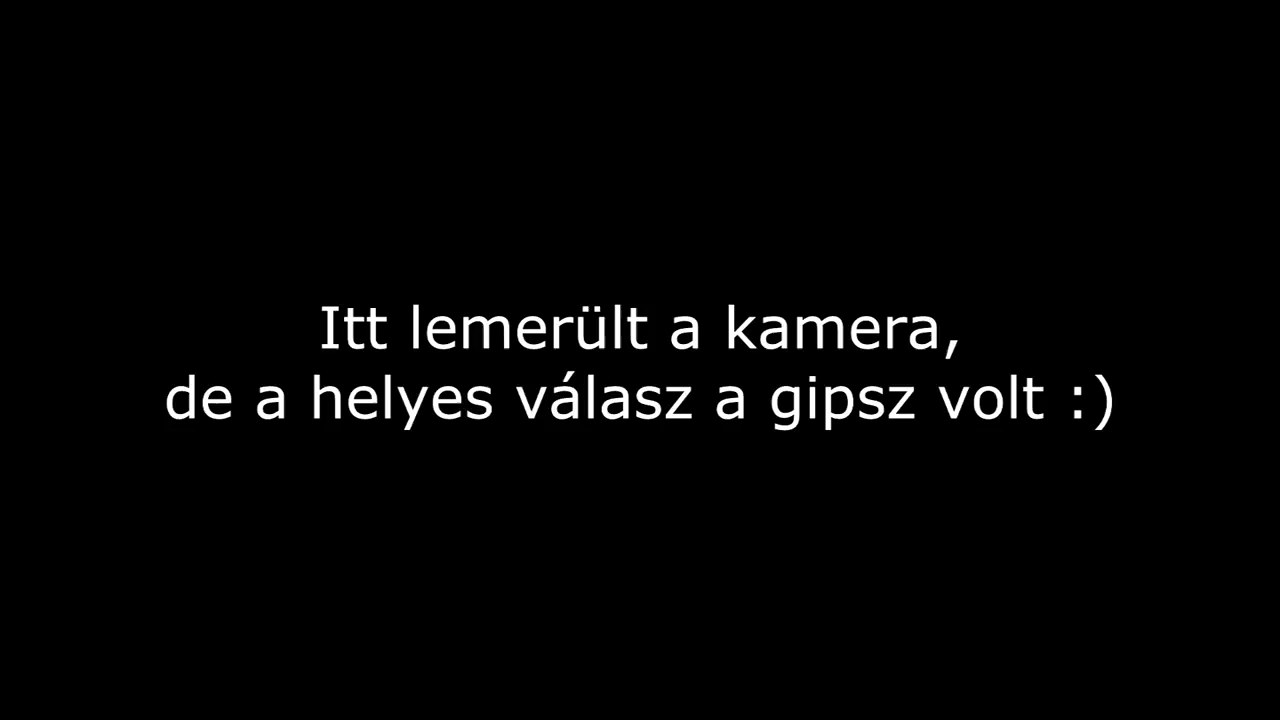 Itt lemerült a kamera,
de a helyes válasz a gipsz volt :)